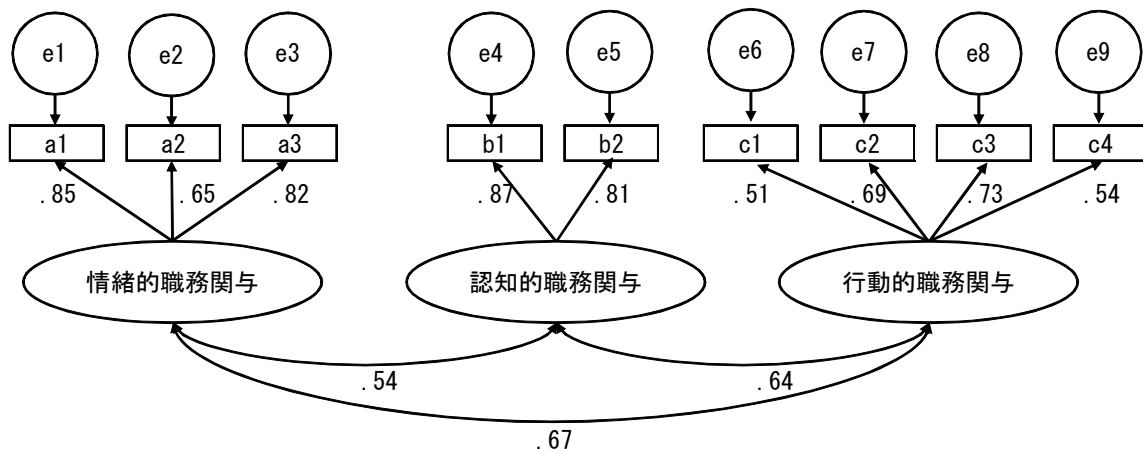 e1 e2 e3 e4 e5 e6 e7 e8 e9
a1 a2 a3 b1 b2 c1 c2 c3 c4
.85 .65 .82 .87 .81 .51 .69 .73 .54
情緒的職務関与 認知的職務関与 行動的職務関与
.54 .64
.67